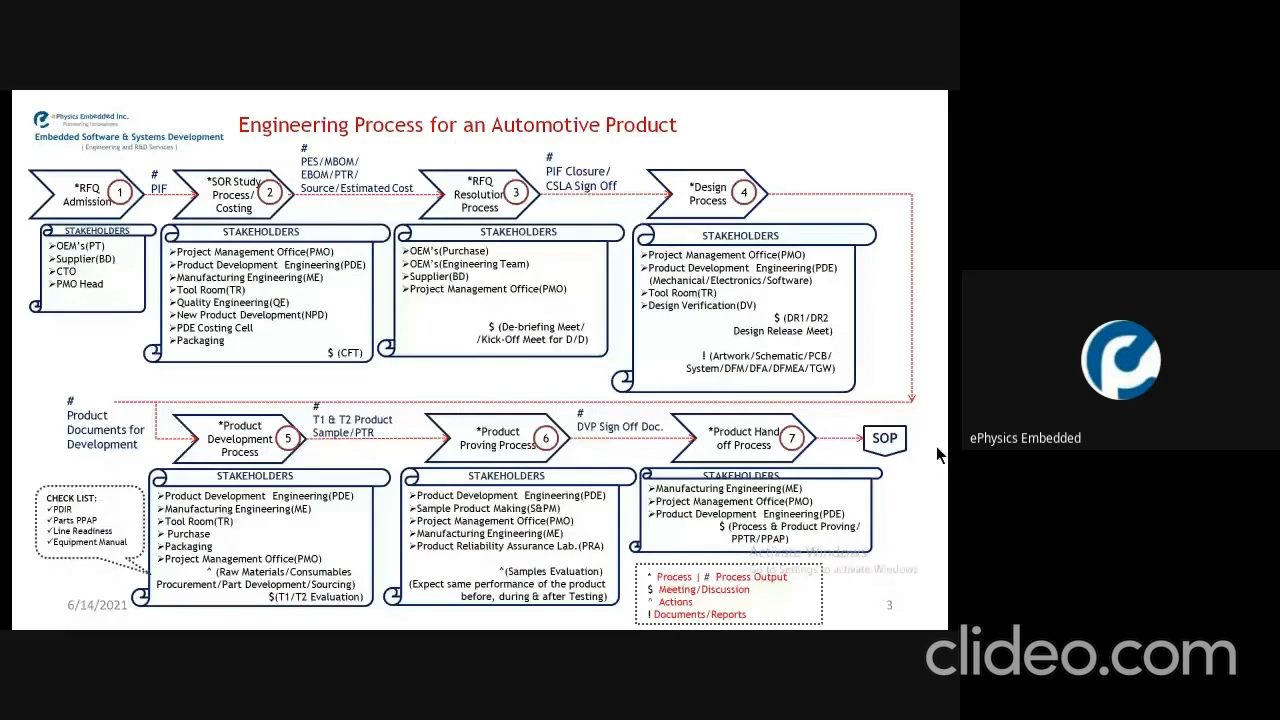 ePhysics Embedded Inc.
Pioneering Innovations
Embedded Software & Systems Development
( Engineering and R&D Services )
Engineering Process for an Automotive Product
*RFQ
Admission
1
#
PIF
*SOR Study
Process/
Costing
2
#
PES/MBOM/
EBOM/PTR/
Source/Estimated Cost
*RFQ
Resolution
Process
3
#
PIF Closure/
CSLA Sign Off
*Design
Process
4
STAKEHOLDERS
➢OEM's(PT)
➢Supplier(BD)
➢CTO
➢PMO Head
STAKEHOLDERS
➢Project Management Office(PMO)
➢Product Development Engineering(PDE)
➢Manufacturing Engineering(ME)
➢Tool Room(TR)
➢Quality Engineering(QE)
➢New Product Development(NPD)
➢PDE Costing Cell
➢Packaging
$ (CFT)
STAKEHOLDERS
➢OEM's(Purchase)
➢OEM's(Engineering Team)
➢Supplier(BD)
➢Project Management Office(PMO)
$ (De-briefing Meet/
/Kick-Off Meet for D/D)
STAKEHOLDERS
➢Project Management Office(PMO)
➢Product Development Engineering(PDE)
(Mechanical/Electronics/Software)
➢Tool Room(TR)
➢Design Verification(DV)
$ (DR1/DR2
Design Release Meet)
! (Artwork/Schematic/PCB/
System/DFM/DFA/DFMEA/TGW)
#
Product
Documents for
Development
*Product
Development
Process
5
#
T1 & T2 Product
Sample/PTR
*Product
Proving Process
6
#
DVP Sign Off Doc.
*Product Hand
off Process
7
SOP
CHECK LIST:
✓PDIR
✓Parts PPAP
✓Line Readiness
✓Equipment Manual
STAKEHOLDERS
➢Product Development Engineering(PDE)
➢Manufacturing Engineering(ME)
➢Tool Room(TR)
➢ Purchase
➢Packaging
➢Project Management Office(PMO)
^ (Raw Materials/Consumables
Procurement/Part Development/Sourcing)
$(T1/T2 Evaluation)
STAKEHOLDERS
➢Product Development Engineering(PDE)
➢Sample Product Making(S&PM)
➢Project Management Office(PMO)
➢Manufacturing Engineering(ME)
➢Product Reliability Assurance Lab.(PRA)
^(Samples Evaluation)
(Expect same performance of the product
before, during & after Testing)
STAKEHOLDERS
➢Manufacturing Engineering(ME)
➢Project Management Office(PMO)
➢Product Development Engineering(PDE)
$ (Process & Product Proving/
PPTR/PPAP)
Activate Windows
Go to Settings to activate Windows.
* Process | # Process Output
$ Meeting/Discussion
^ Actions
! Documents/Reports
6/14/2021
3
ePhysics Embedded
clideo.com